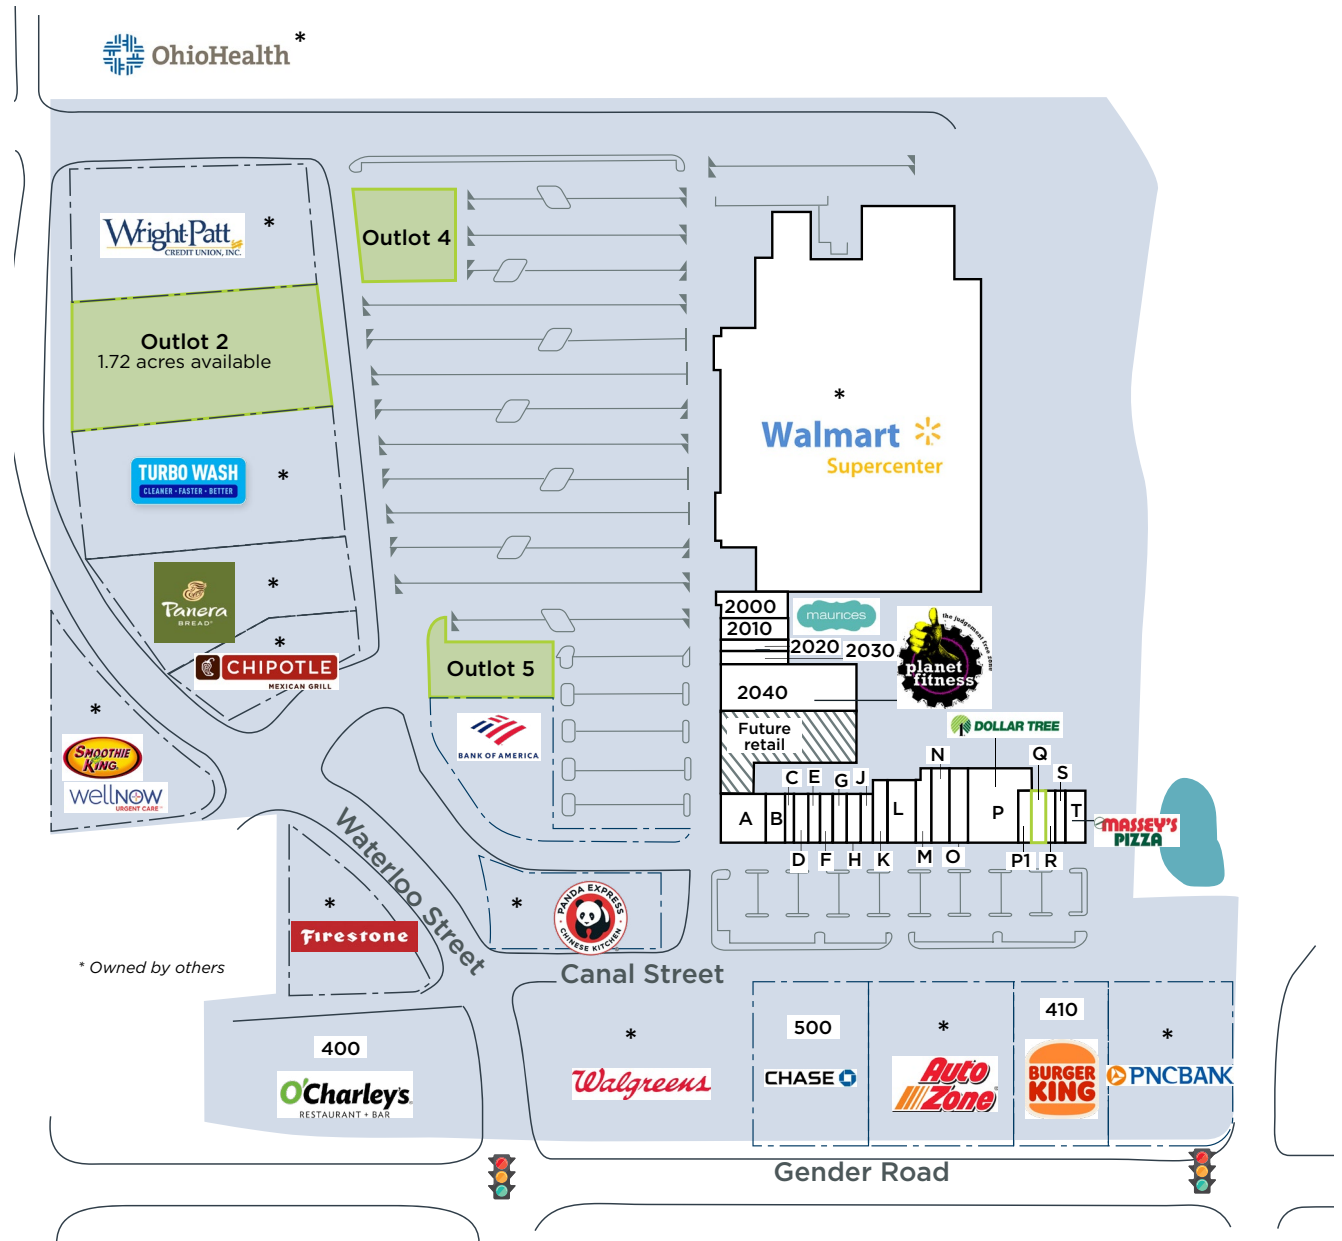 OhioHealth *
Wright-Patt *
CREDIT UNION, INC.
Outlot 4
Outlot 2
1.72 acres available
*
Walmart
Supercenter
TURBO WASH *
CLEANER • FASTER • BETTER
Panera *
BREAD®
*
CHIPOTLE
MEXICAN GRILL
2000
maurices
2010
2020
2030
the judgement free zone
planet
fitness
Outlot 5
2040
BANK OF AMERICA
Future
retail
DOLLAR TREE
*
SMOOTHIE
KING
wellnow
URGENT CARE
N
Q
C
E
G
J
S
A
B
L
P
T
MASSEY'S
PIZZA
D
F
H
K
M
O
P1
R
Waterloo Street
*
Firestone
*
PANDA EXPRESS
CHINESE KITCHEN
* Owned by others
Canal Street
400
O'Charley's
RESTAURANT + BAR
*
Walgreens
500
CHASE
*
Auto
Zone
410
BURGER
KING
*
PNCBANK
Gender Road